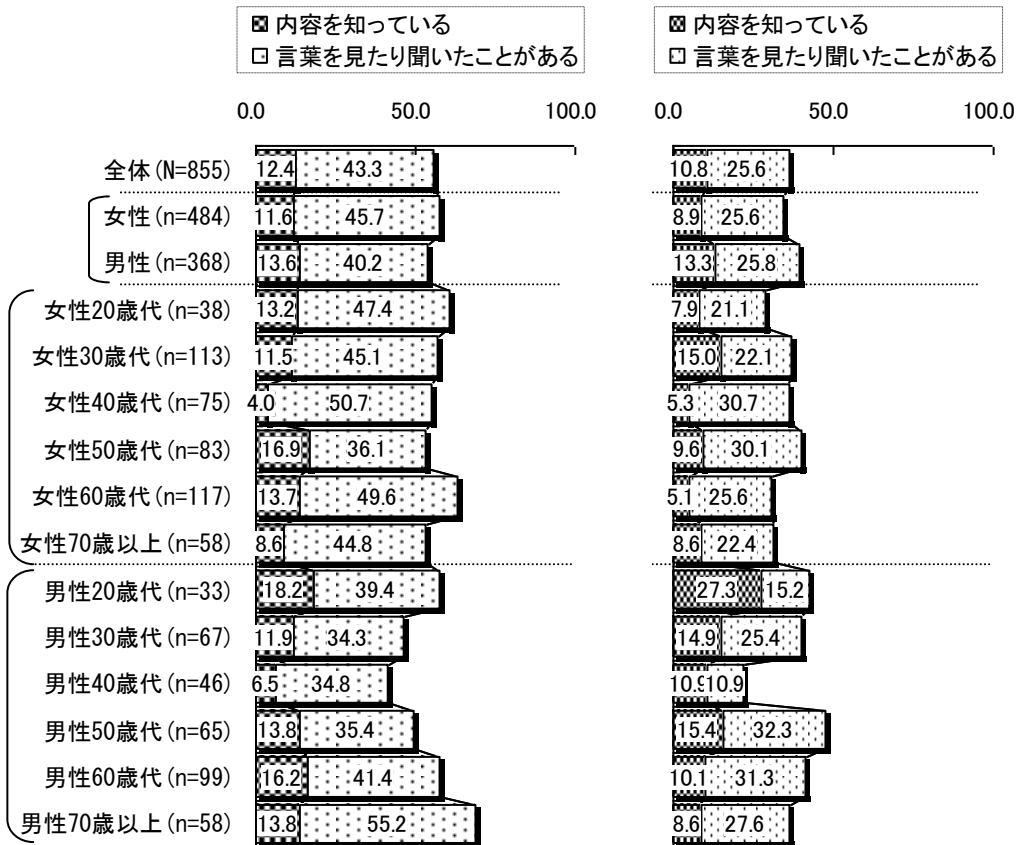 内容を知っている 内容を知っている
言葉を見たり聞いたことがある 言葉を見たり聞いたことがある
0.0 50.0 100.0 0.0 50.0 100.0
全体(N=855) 12.4 43.3 10.8 25.6
女性(n=484) 11.6 45.7 8.9 25.6
男性(n=368) 13.6 40.2 13.3 25.8
女性20歳代(n=38) 13.2 47.4 7.9 21.1
女性30歳代(n=113) 11.5 45.1 15.0 22.1
女性40歳代(n=75) 4.0 50.7 5.3 30.7
女性50歳代(n=83) 16.9 36.1 9.6 30.1
女性60歳代(n=117) 13.7 49.6 5.1 25.6
女性70歳以上(n=58) 8.6 44.8 8.6 22.4
男性20歳代(n=33) 18.2 39.4 27.3 15.2
男性30歳代(n=67) 11.9 34.3 14.9 25.4
男性40歳代(n=46) 6.5 34.8 10.9 10.9
男性50歳代(n=65) 13.8 35.4 15.4 32.3
男性60歳代(n=99) 16.2 41.4 10.1 31.3
男性70歳以上(n=58) 13.8 55.2 8.6 27.6